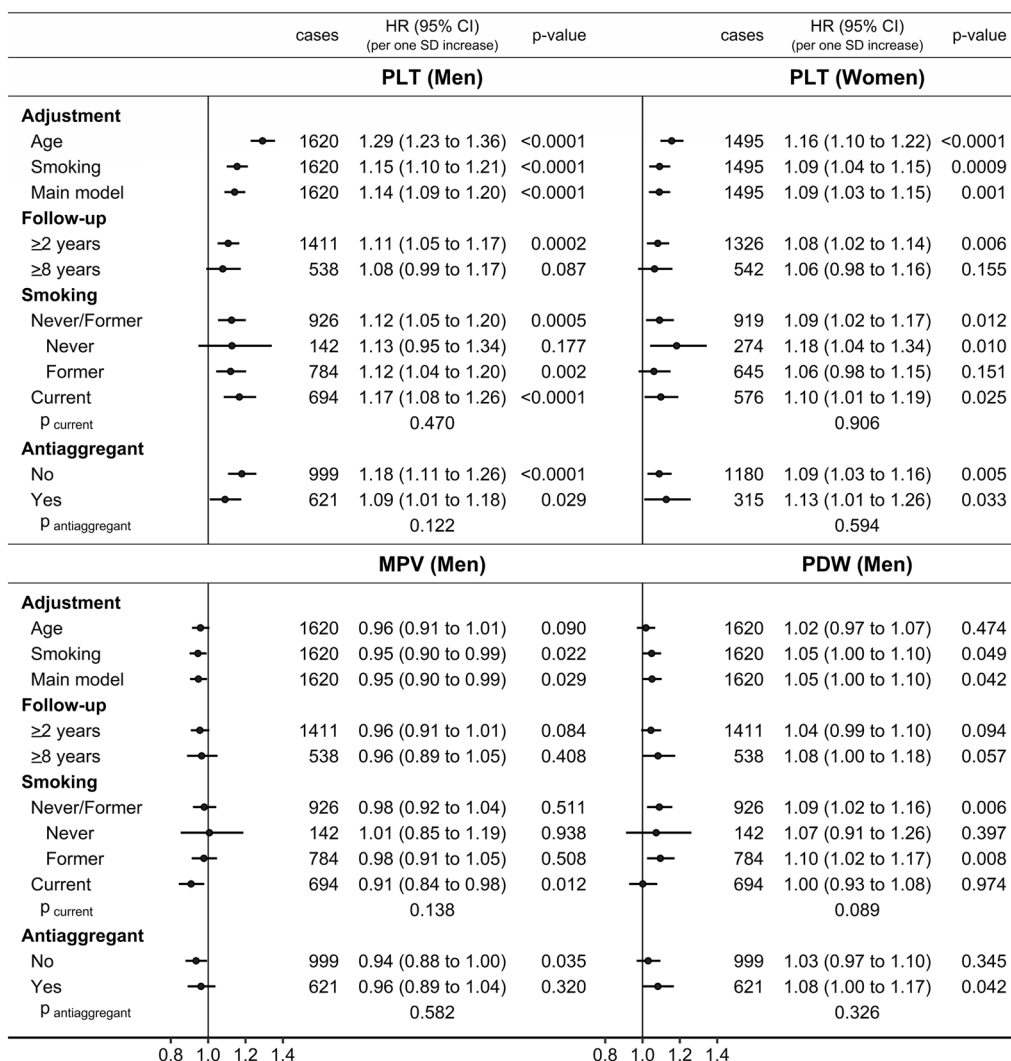 cases HR (95% CI) p-value cases HR (95% CI) p-value
(per one SD increase) (per one SD increase)
PLT (Men) PLT (Women)
Adjustment
Age 1620 1.29 (1.23 to 1.36) <0.0001 1495 1.16 (1.10 to 1.22) <0.0001
Smoking 1620 1.15 (1.10 to 1.21) <0.0001 1495 1.09 (1.04 to 1.15) 0.0009
Main model 1620 1.14 (1.09 to 1.20) <0.0001 1495 1.09 (1.03 to 1.15) 0.001
Follow-up
≥2 years 1411 1.11 (1.05 to 1.17) 0.0002 1326 1.08 (1.02 to 1.14) 0.006
≥8 years 538 1.08 (0.99 to 1.17) 0.087 542 1.06 (0.98 to 1.16) 0.155
Smoking
Never/Former 926 1.12 (1.05 to 1.20) 0.0005 919 1.09 (1.02 to 1.17) 0.012
Never 142 1.13 (0.95 to 1.34) 0.177 274 1.18 (1.04 to 1.34) 0.010
Former 784 1.12 (1.04 to 1.20) 0.002 645 1.06 (0.98 to 1.15) 0.151
Current 694 1.17 (1.08 to 1.26) <0.0001 576 1.10 (1.01 to 1.19) 0.025
p current 0.470 0.906
Antiaggregant
No 999 1.18 (1.11 to 1.26) <0.0001 1180 1.09 (1.03 to 1.16) 0.005
Yes 621 1.09 (1.01 to 1.18) 0.029 315 1.13 (1.01 to 1.26) 0.033
p antiaggregant 0.122 0.594
MPV (Men) PDW (Men)
Adjustment
Age 1620 0.96 (0.91 to 1.01) 0.090 1620 1.02 (0.97 to 1.07) 0.474
Smoking 1620 0.95 (0.90 to 0.99) 0.022 1620 1.05 (1.00 to 1.10) 0.049
Main model 1620 0.95 (0.90 to 0.99) 0.029 1620 1.05 (1.00 to 1.10) 0.042
Follow-up
≥2 years 1411 0.96 (0.91 to 1.01) 0.084 1411 1.04 (0.99 to 1.10) 0.094
≥8 years 538 0.96 (0.89 to 1.05) 0.408 538 1.08 (1.00 to 1.18) 0.057
Smoking
Never/Former 926 0.98 (0.92 to 1.04) 0.511 926 1.09 (1.02 to 1.16) 0.006
Never 142 1.01 (0.85 to 1.19) 0.938 142 1.07 (0.91 to 1.26) 0.397
Former 784 0.98 (0.91 to 1.05) 0.508 784 1.10 (1.02 to 1.17) 0.008
Current 694 0.91 (0.84 to 0.98) 0.012 694 1.00 (0.93 to 1.08) 0.974
p current 0.138 0.089
Antiaggregant
No 999 0.94 (0.88 to 1.00) 0.035 999 1.03 (0.97 to 1.10) 0.345
Yes 621 0.96 (0.89 to 1.04) 0.320 621 1.08 (1.00 to 1.17) 0.042
p antiaggregant 0.582 0.326
0.8 1.0 1.2 1.4 0.8 1.0 1.2 1.4